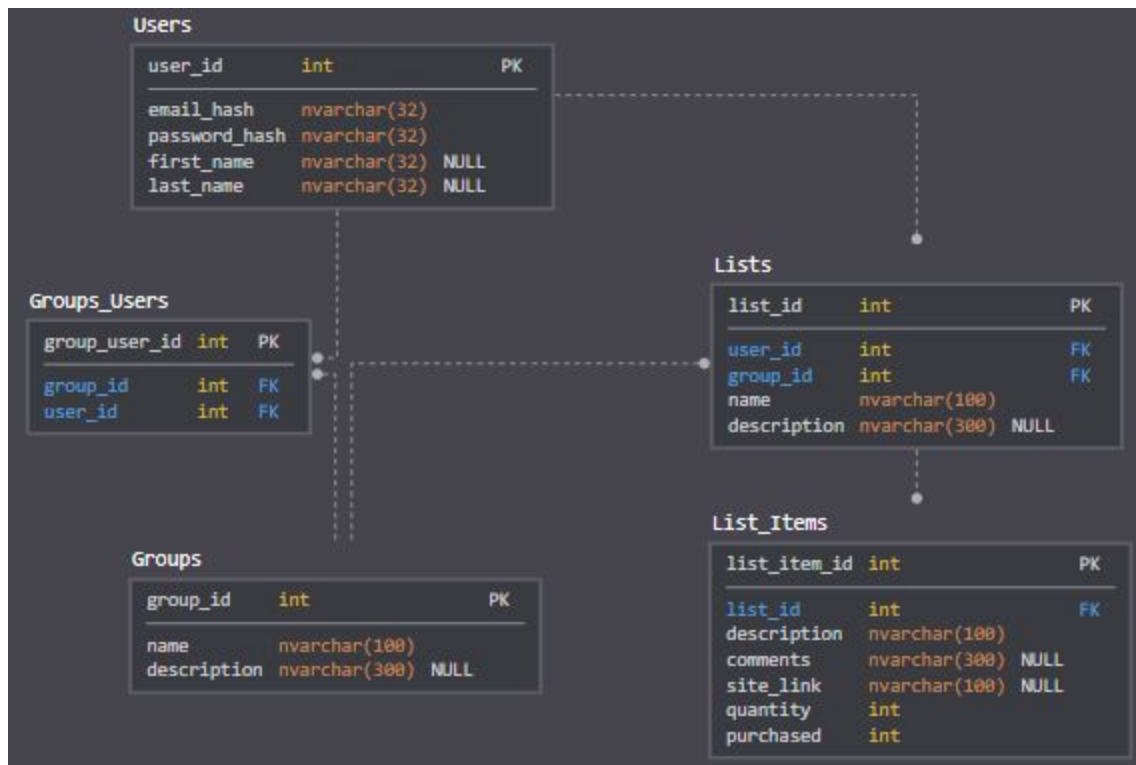 Users
user_id int PK
email_hash nvarchar(32)
password_hash nvarchar(32)
first_name nvarchar(32) NULL
last_name nvarchar(32) NULL
Groups_Users
group_user_id int PK
group_id int FK
user_id int FK
Lists
list_id int PK
user_id int FK
group_id int FK
name nvarchar(100)
description nvarchar(300) NULL
Groups
group_id int PK
name nvarchar(100)
description nvarchar(300) NULL
List_Items
list_item_id int PK
list_id int FK
description nvarchar(100)
comments nvarchar(300) NULL
site_link nvarchar(100) NULL
quantity int
purchased int